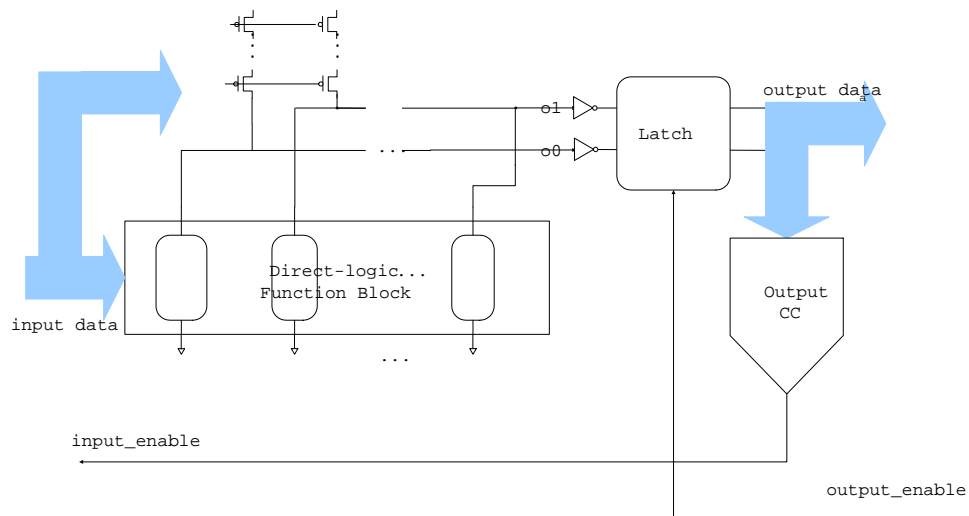 output data
a
o1
Latch
o0
...
Direct-logic...
Function Block
Output
CC
input data
...
input_enable
output_enable